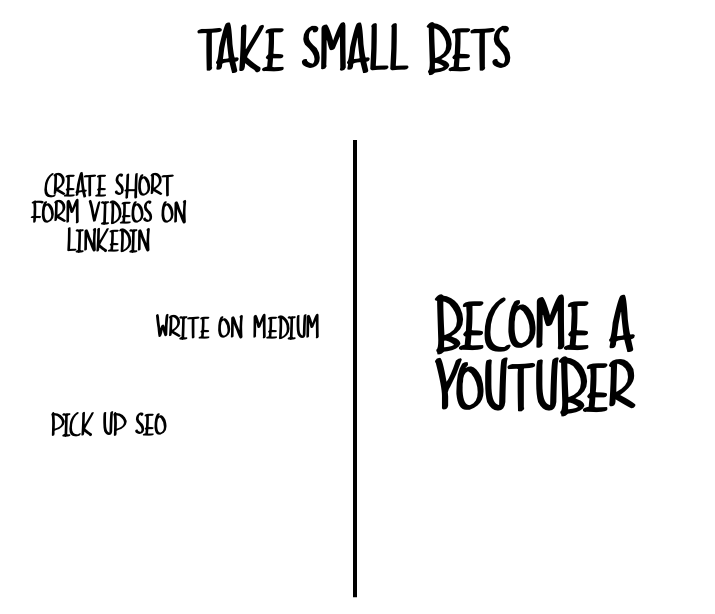 TAKE SMALL BETS
CREATE SHORT
FORM VIDEOS ON
LINKEDIN
WRITE ON MEDIUM
PICK UP SEO
BECOME A
YOUTUBER